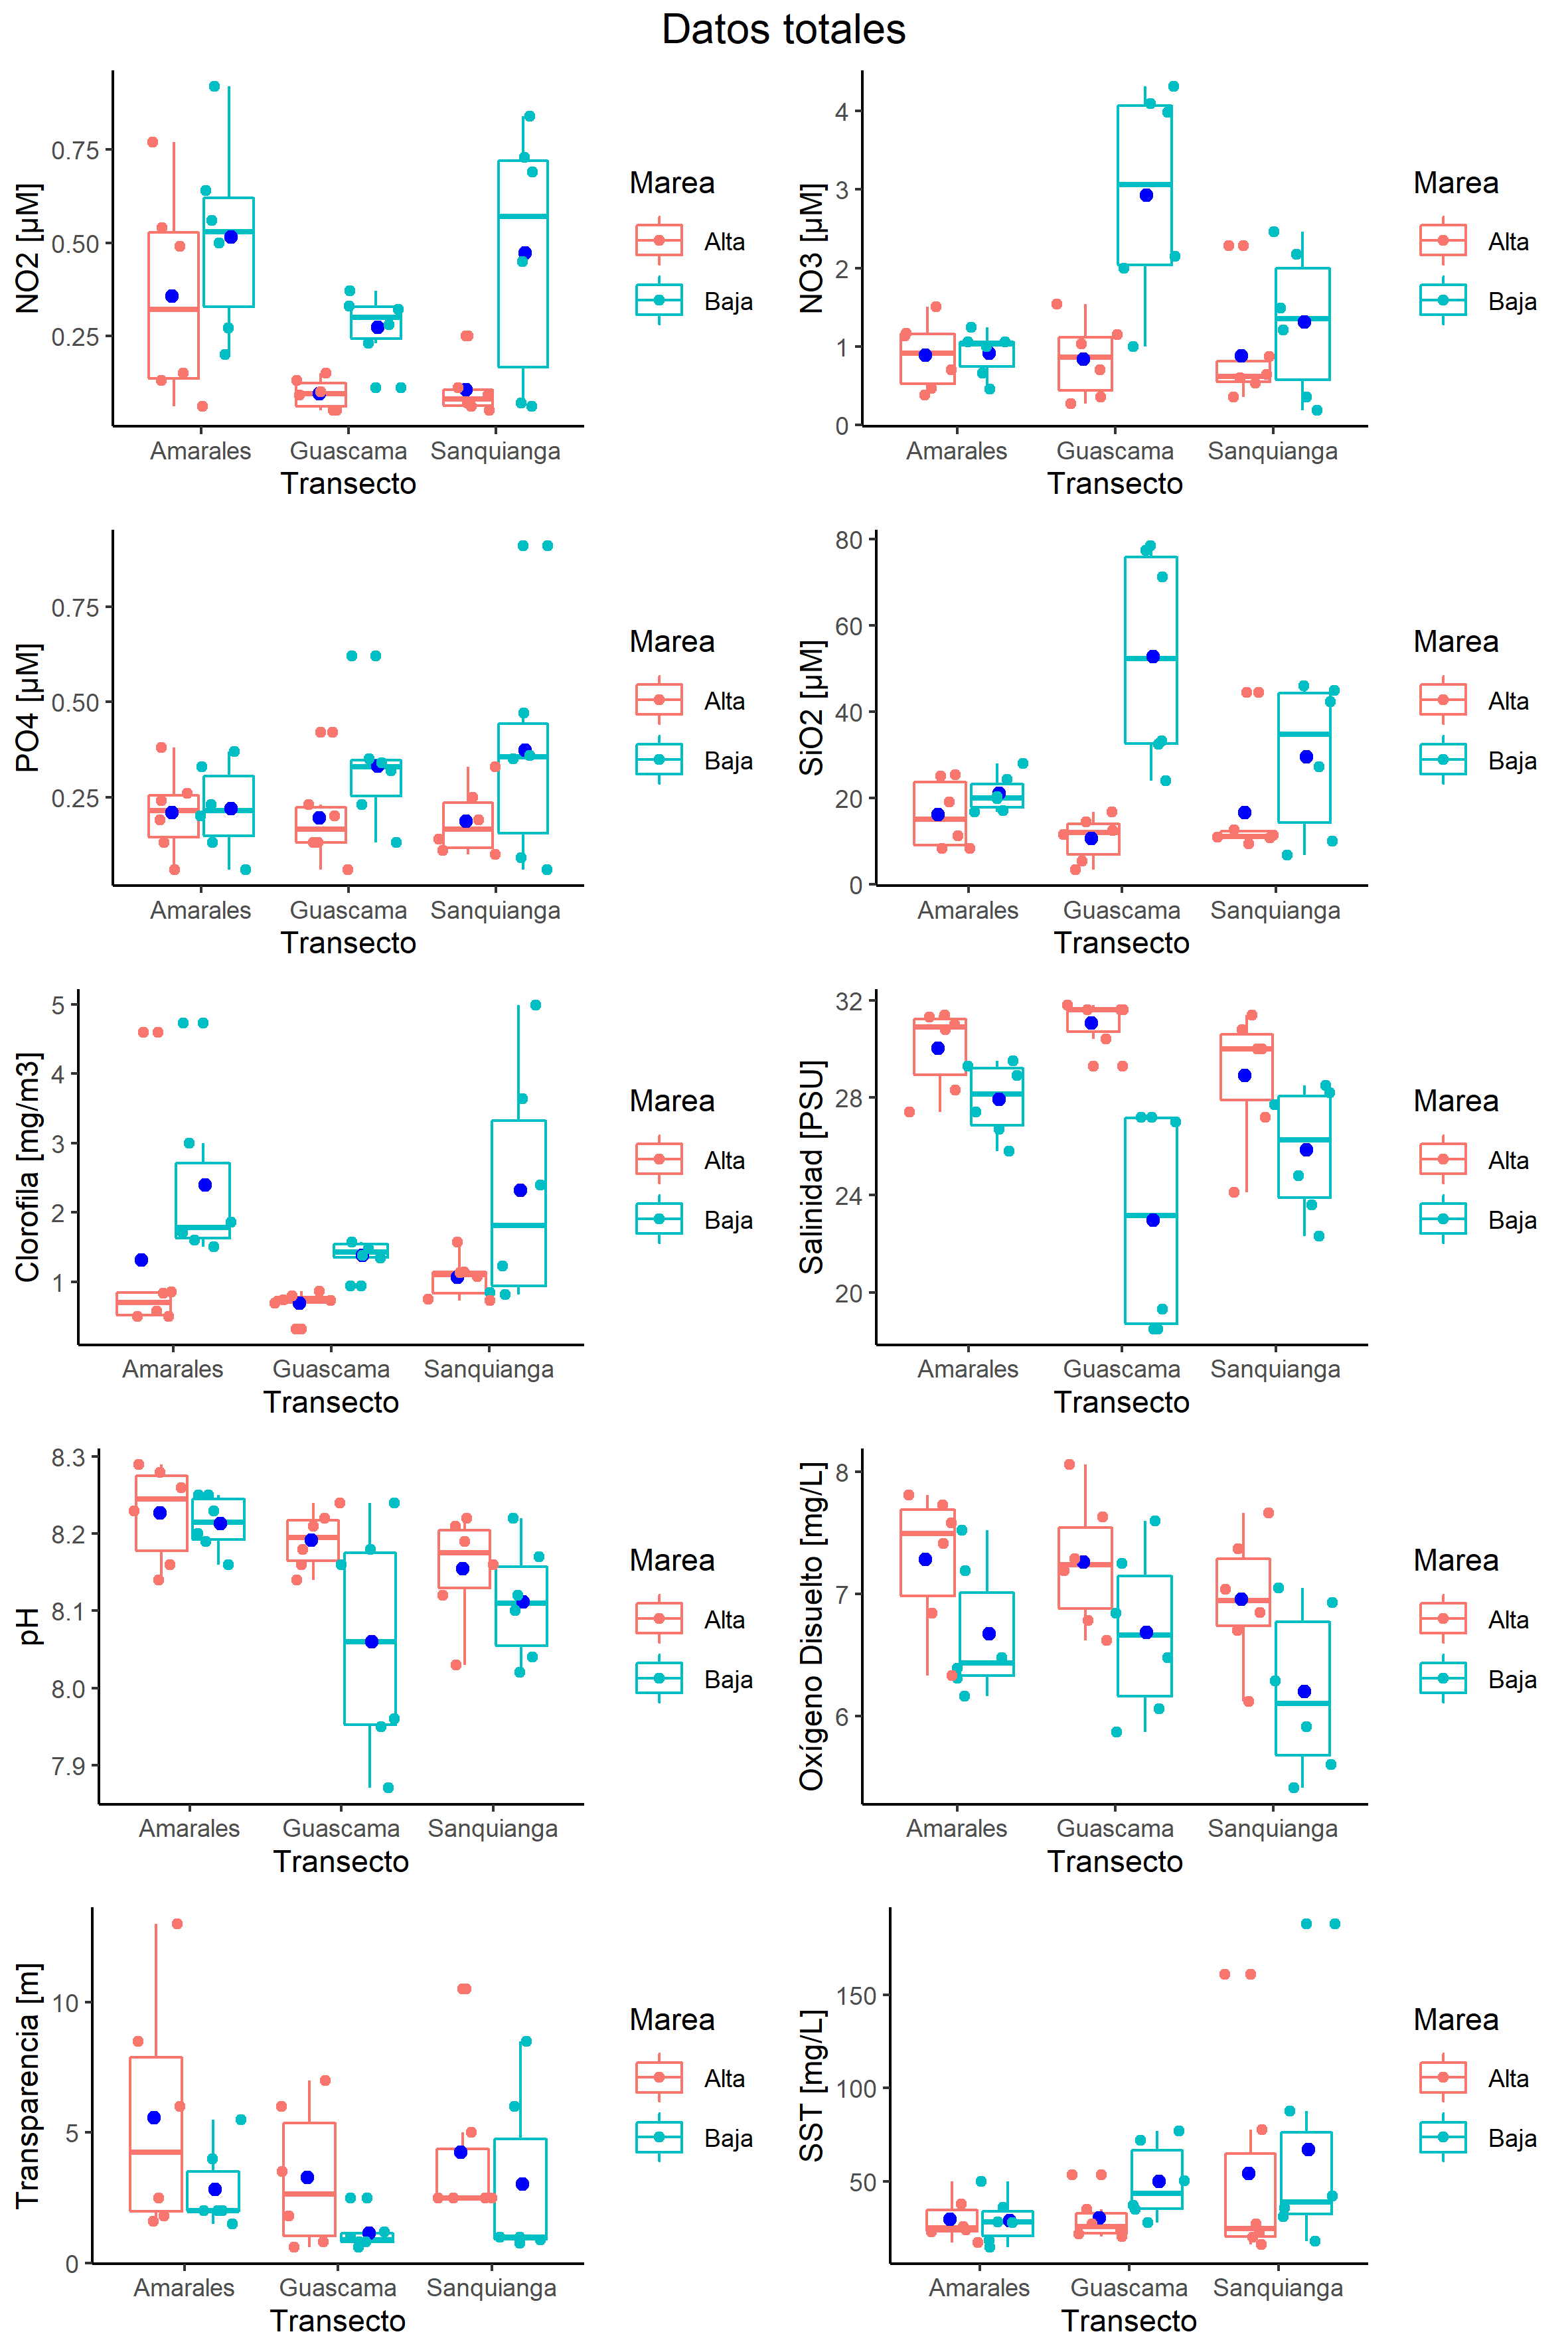 Datos totales
NO2 [µM]
0.75
0.50
0.25
Amarales Guascama Sanquianga
Transecto
Marea
Alta
Baja
NO3 [µM]
4
3
2
1
0
Amarales Guascama Sanquianga
Transecto
Marea
Alta
Baja
PO4 [µM]
0.75
0.50
0.25
Amarales Guascama Sanquianga
Transecto
Marea
Alta
Baja
SiO2 [µM]
80
60
40
20
0
Amarales Guascama Sanquianga
Transecto
Marea
Alta
Baja
Clorofila [mg/m3]
5
4
3
2
1
Amarales Guascama Sanquianga
Transecto
Marea
Alta
Baja
Salinidad [PSU]
32
28
24
20
Amarales Guascama Sanquianga
Transecto
Marea
Alta
Baja
pH
8.3
8.2
8.1
8.0
7.9
Amarales Guascama Sanquianga
Transecto
Marea
Alta
Baja
Oxígeno Disuelto [mg/L]
8
7
6
Amarales Guascama Sanquianga
Transecto
Marea
Alta
Baja
Transparencia [m]
10
5
0
Amarales Guascama Sanquianga
Transecto
Marea
Alta
Baja
SST [mg/L]
150
100
50
Amarales Guascama Sanquianga
Transecto
Marea
Alta
Baja